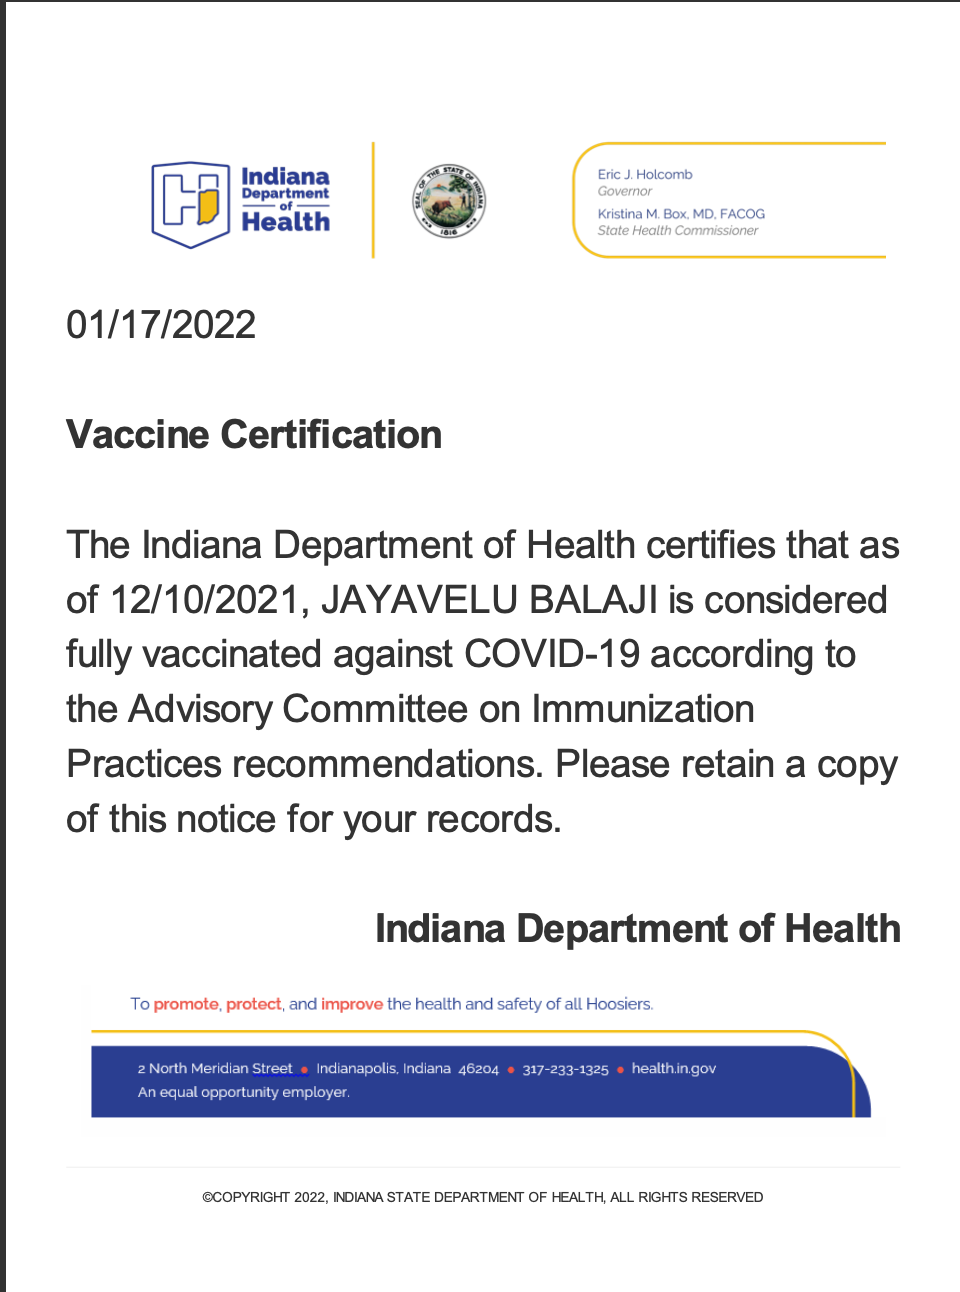 Indiana
Department
of
Health
SEAL OF THE STATE OF INDIANA
1816
Eric J. Holcomb
Governor
Kristina M. Box, MD, FACOG
State Health Commissioner
01/17/2022
Vaccine Certification
The Indiana Department of Health certifies that as
of 12/10/2021, JAYAVELU BALAJI is considered
fully vaccinated against COVID-19 according to
the Advisory Committee on Immunization
Practices recommendations. Please retain a copy
of this notice for your records.
Indiana Department of Health
To promote, protect, and improve the health and safety of all Hoosiers.
2 North Meridian Street ● Indianapolis, Indiana 46204 ● 317-233-1325 ● health.in.gov
An equal opportunity employer.
©COPYRIGHT 2022, INDIANA STATE DEPARTMENT OF HEALTH, ALL RIGHTS RESERVED